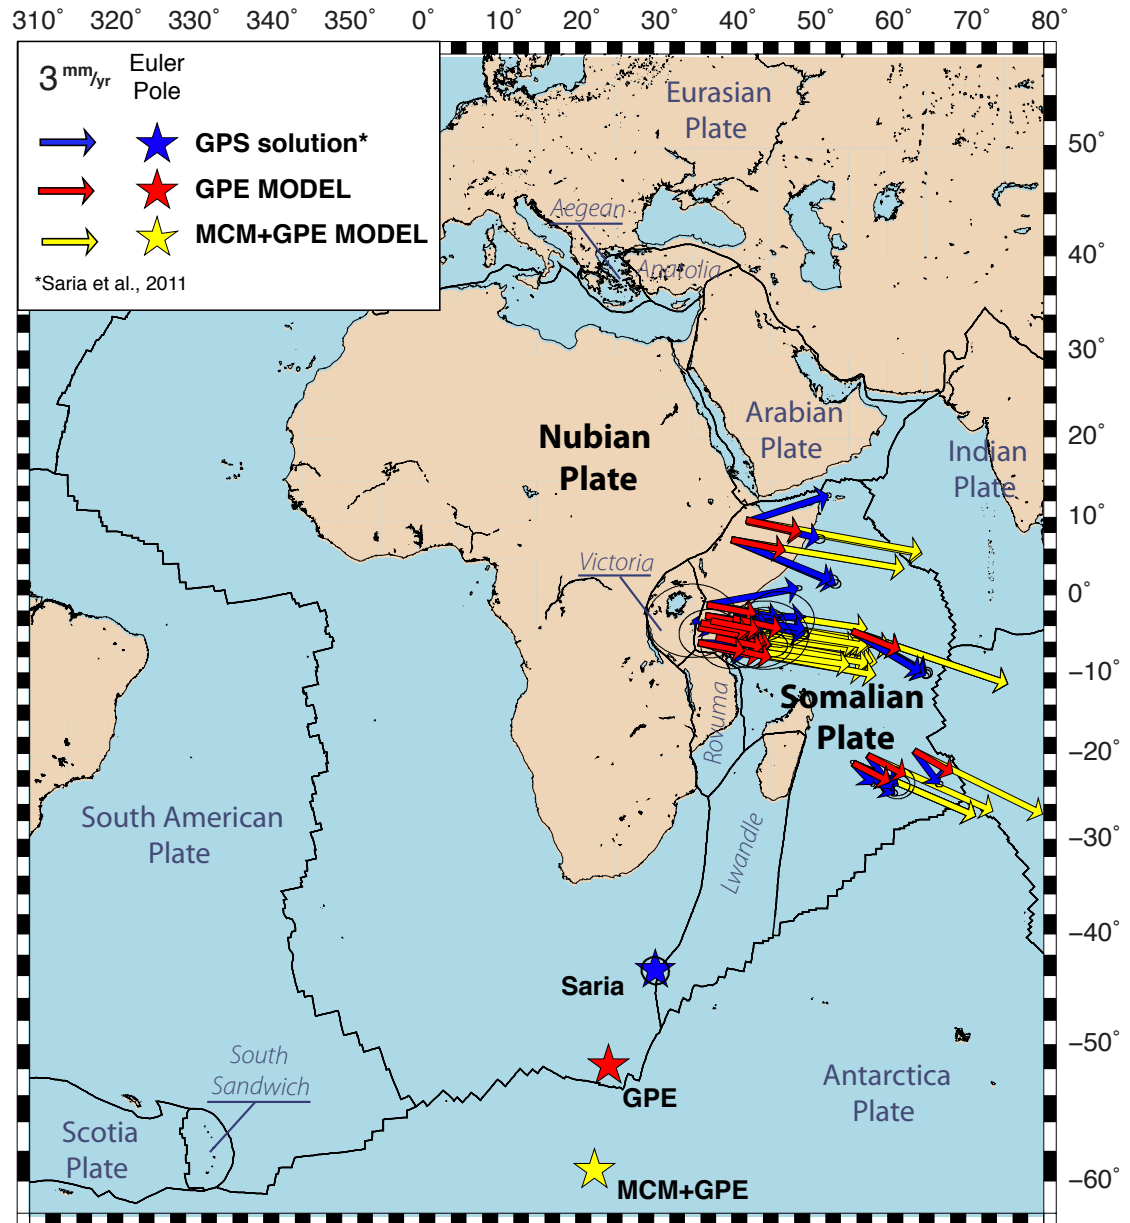 310° 320° 330° 340° 350° 0° 10° 20° 30° 40° 50° 60° 70° 80°
3 mm/yr Euler
Pole
GPS solution*
GPE MODEL
MCM+GPE MODEL
*Saria et al., 2011
Eurasian
Plate
50°
Aegean
40°
Anatolia
30°
Arabian
Plate
20°
Nubian
Plate
Indian
Plate
10°
Victoria
0°
−10°
Somalian
Plate
Rovuma
−20°
South American
Plate
−30°
Lwandle
−40°
Saria
−50°
South
Sandwich
GPE
Antarctica
Plate
Scotia
Plate
−60°
MCM+GPE